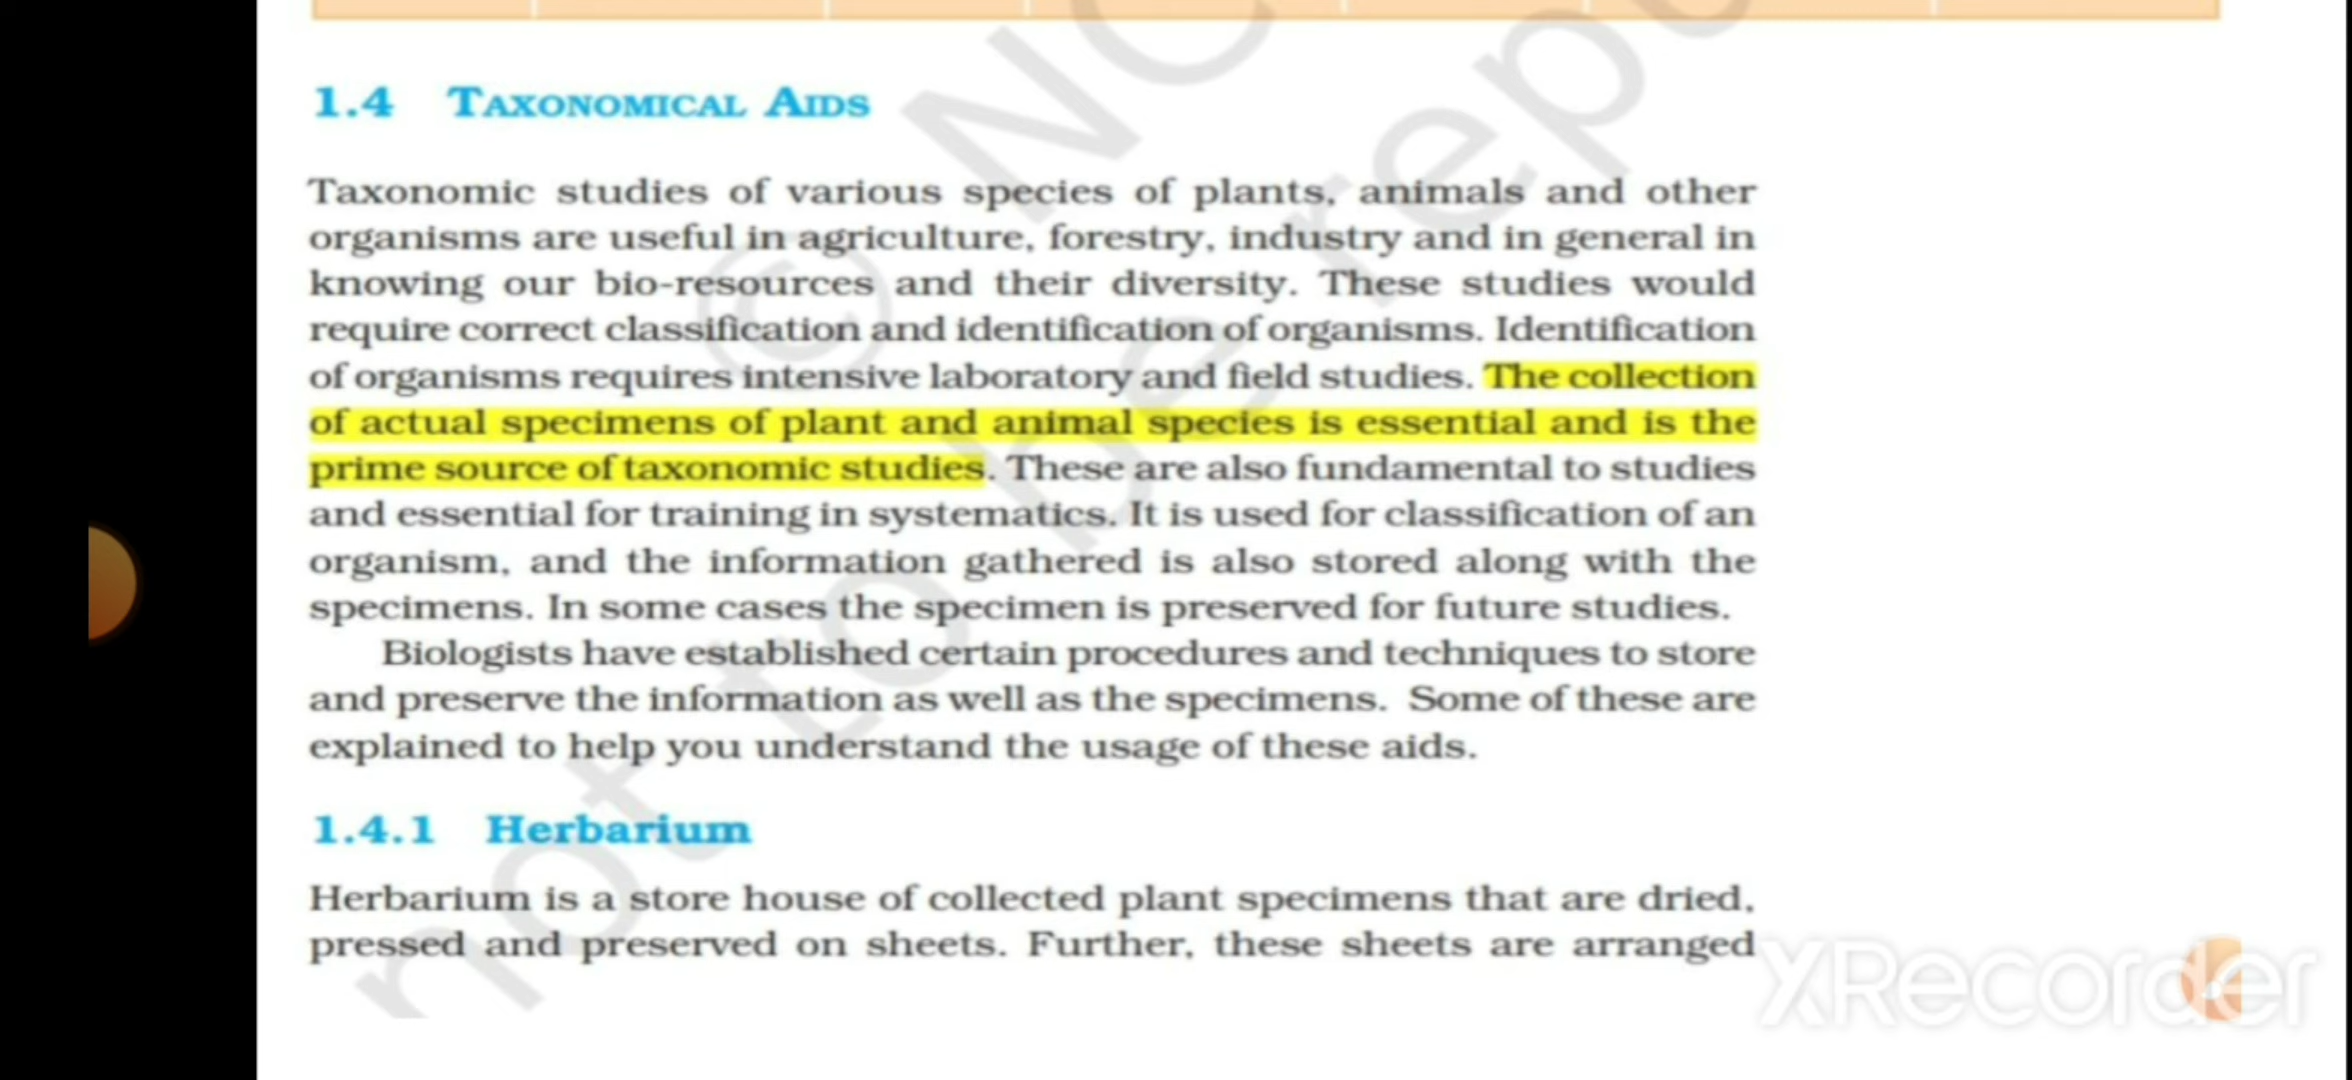 1.4 TAXONOMICAL AIDS
Taxonomic studies of various species of plants, animals and other
organisms are useful in agriculture, forestry, industry and in general in
knowing our bio-resources and their diversity. These studies would
require correct classification and identification of organisms. Identification
of organisms requires intensive laboratory and field studies. The collection
of actual specimens of plant and animal species is essential and is the
prime source of taxonomic studies. These are also fundamental to studies
and essential for training in systematics. It is used for classification of an
organism, and the information gathered is also stored along with the
specimens. In some cases the specimen is preserved for future studies.
Biologists have established certain procedures and techniques to store
and preserve the information as well as the specimens. Some of these are
explained to help you understand the usage of these aids.
1.4.1 Herbarium
Herbarium is a store house of collected plant specimens that are dried,
pressed and preserved on sheets. Further, these sheets are arranged
© NC
not to be repu
XRecorder